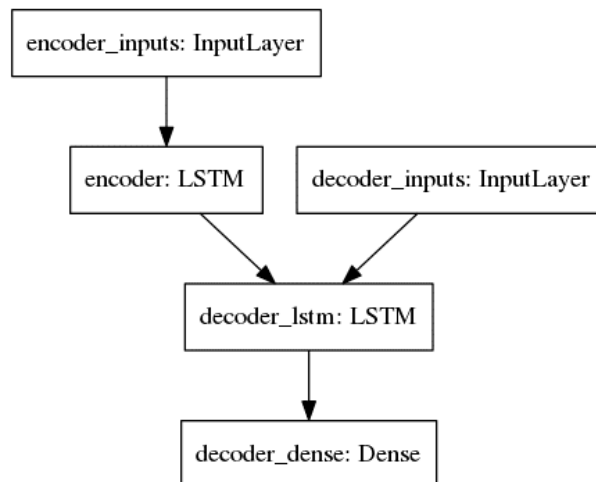 encoder_inputs: InputLayer
encoder: LSTM
decoder_inputs: InputLayer
decoder_lstm: LSTM
decoder_dense: Dense